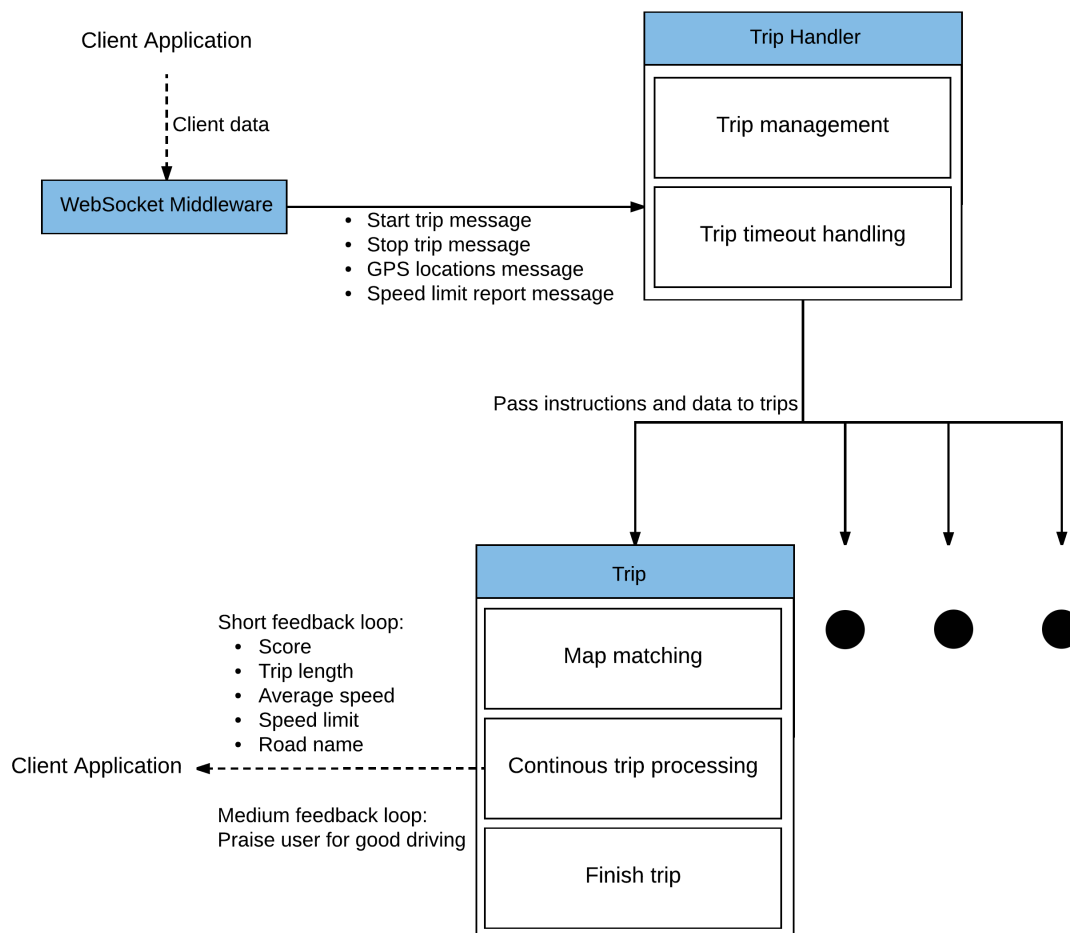 Client Application
Client data
WebSocket Middleware
• Start trip message
• Stop trip message
• GPS locations message
• Speed limit report message
Trip Handler
Trip management
Trip timeout handling
Pass instructions and data to trips
Trip
Map matching
Continous trip processing
Finish trip
Short feedback loop:
• Score
• Trip length
• Average speed
• Speed limit
• Road name
Client Application
Medium feedback loop:
Praise user for good driving